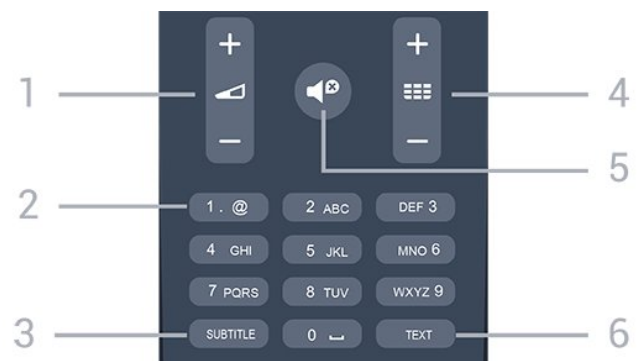 + +
1 4
- - 5
2 1 . @ 2 ABC DEF 3
4 GHI 5 JKL MNO 6
7 PQRS 8 TUV WXYZ 9
3 SUBTITLE 0 ⎵ TEXT 6